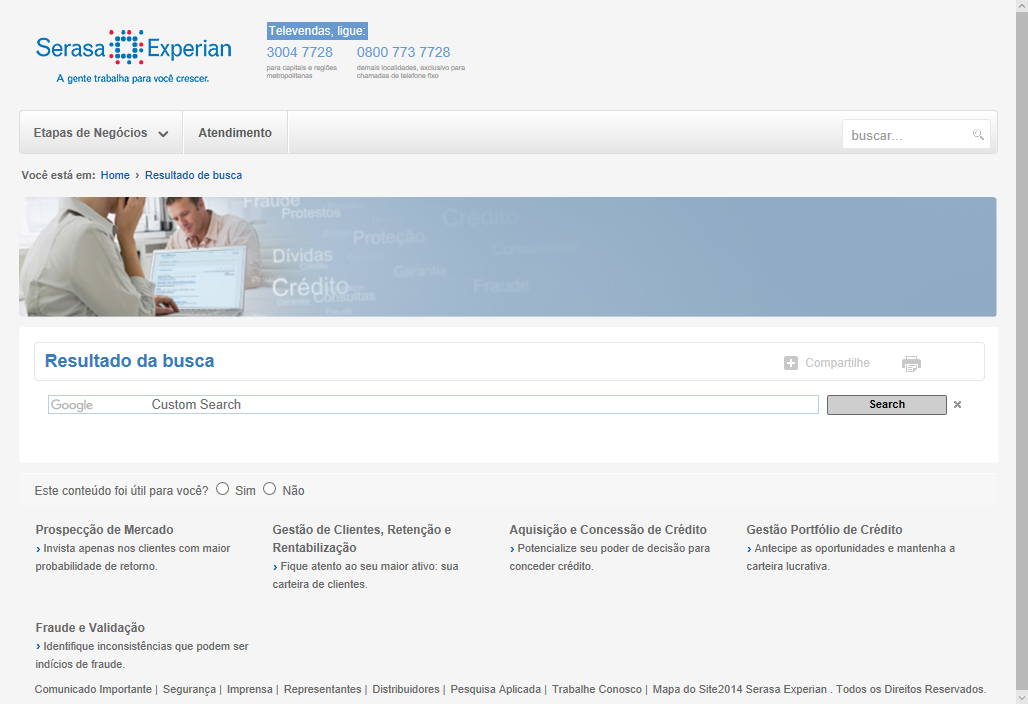 Serasa Experian
A gente trabalha para você crescer.
Televendas, ligue:
3004 7728
para capitais e regiões
metropolitanas
0800 773 7728
demais localidades, exclusivo para
chamadas de telefone fixo
Etapas de Negócios
Atendimento
buscar...
Você está em: Home › Resultado de busca
Fraude
Protestos
Crédito
Proteção
Consultas
Dívidas
Garantia
Crédito
Fraude
Consultas
Resultado da busca
Compartilhe
Google Custom Search
Search
×
Este conteúdo foi útil para você? Sim Não
Prospecção de Mercado
› Invista apenas nos clientes com maior
probabilidade de retorno.
Gestão de Clientes, Retenção e
Rentabilização
› Fique atento ao seu maior ativo: sua
carteira de clientes.
Aquisição e Concessão de Crédito
› Potencialize seu poder de decisão para
conceder crédito.
Gestão Portfólio de Crédito
› Antecipe as oportunidades e mantenha a
carteira lucrativa.
Fraude e Validação
› Identifique inconsistências que podem ser
indícios de fraude.
Comunicado Importante | Segurança | Imprensa | Representantes | Distribuidores | Pesquisa Aplicada | Trabalhe Conosco | Mapa do Site2014 Serasa Experian . Todos os Direitos Reservados.